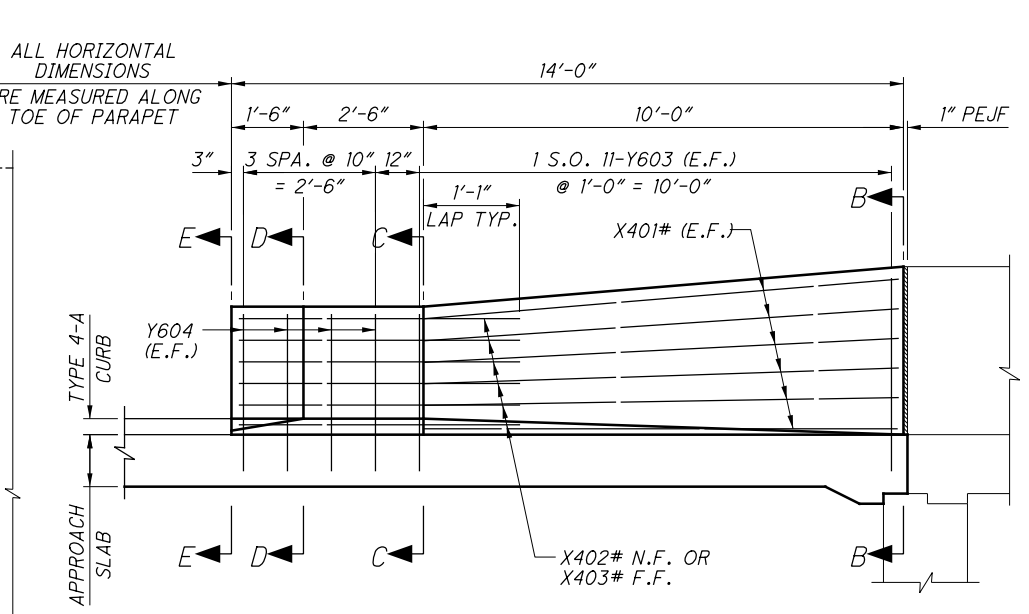 ALL HORIZONTAL
DIMENSIONS
RE MEASURED ALONG
TOE OF PARAPET
14'-0"
1'-6"
2'-6"
10'-0"
1" PEJF
3"
3 SPA. @ 10"
= 2'-6"
12"
1 S.O. 11-Y603 (E.F.)
@ 1'-0" = 10'-0"
1'-1"
LAP TYP.
B
E
D
C
X401# (E.F.)
Y604
(E.F.)
TYPE 4-A
CURB
APPROACH
SLAB
E
D
C
B
X402# N.F. OR
X403# F.F.